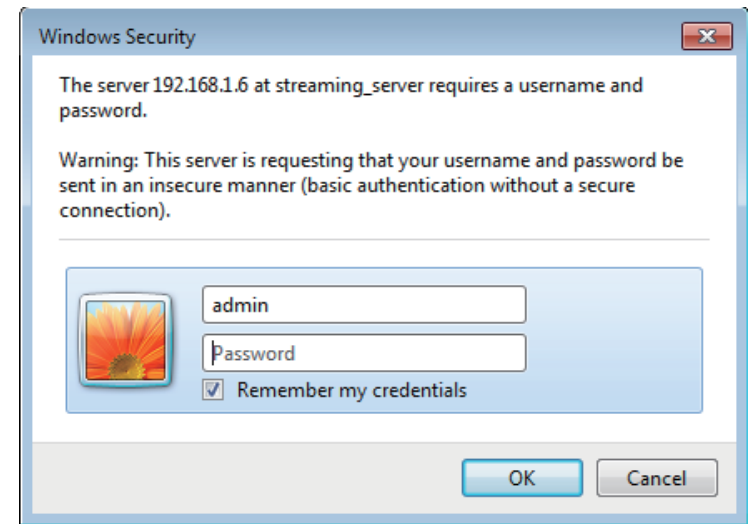 Windows Security
The server 192.168.1.6 at streaming_server requires a username and
password.
Warning: This server is requesting that your username and password be
sent in an insecure manner (basic authentication without a secure
connection).
admin
Password
Remember my credentials
OK Cancel